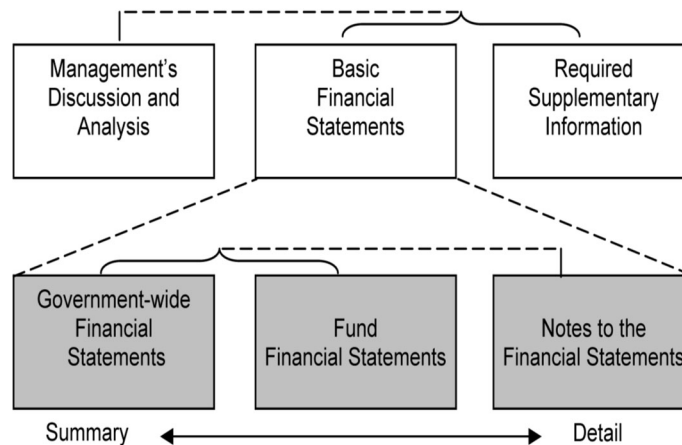 Management’s
Discussion and
Analysis
Basic
Financial
Statements
Required
Supplementary
Information
Government-wide
Financial
Statements
Fund
Financial Statements
Notes to the
Financial Statements
Summary
Detail